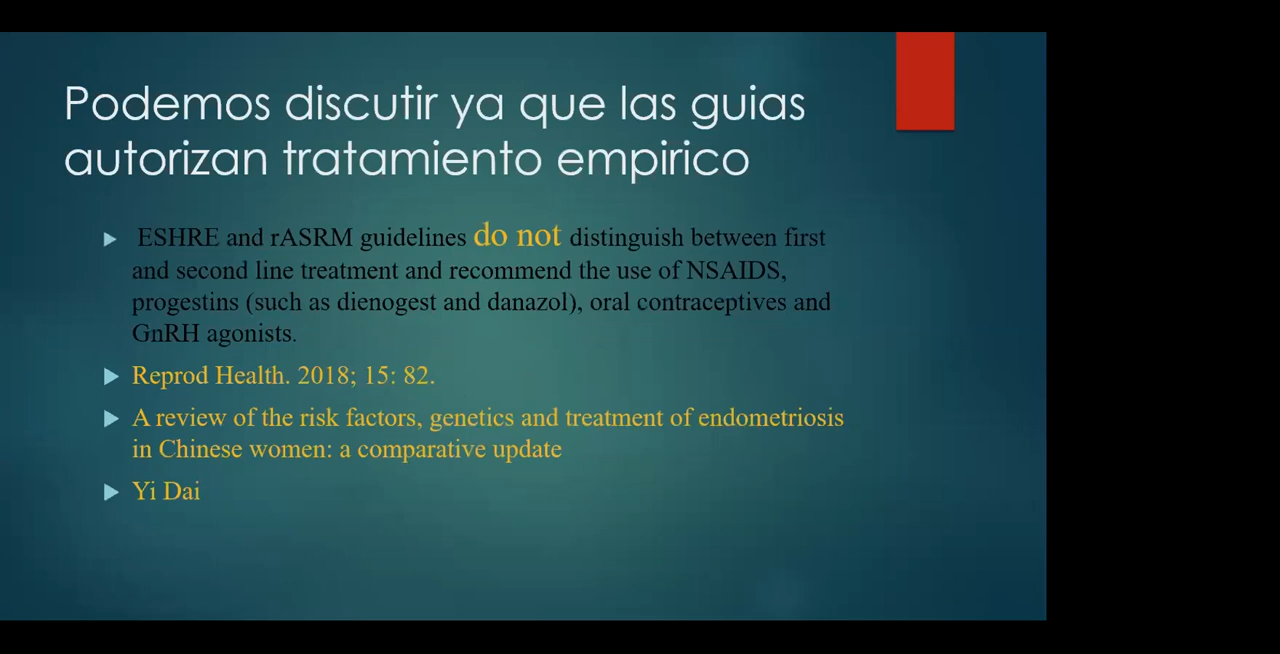 Podemos discutir ya que las guias
autorizan tratamiento empirico
ESHRE and rASRM guidelines do not distinguish between first
and second line treatment and recommend the use of NSAIDS,
progestins (such as dienogest and danazol), oral contraceptives and
GnRH agonists.
Reprod Health. 2018; 15: 82.
A review of the risk factors, genetics and treatment of endometriosis
in Chinese women: a comparative update
Yi Dai